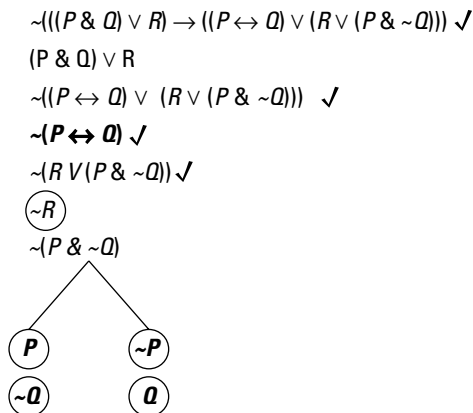 ~(((P & Q) ∨ R) → ((P ↔ Q) ∨ (R ∨ (P & ~Q))) ✓
(P & Q) ∨ R
~((P ↔ Q) ∨ (R ∨ (P & ~Q))) ✓
~(P ↔ Q) ✓
~(R V (P & ~Q)) ✓
~R
~(P & ~Q)
P ~P
~Q Q